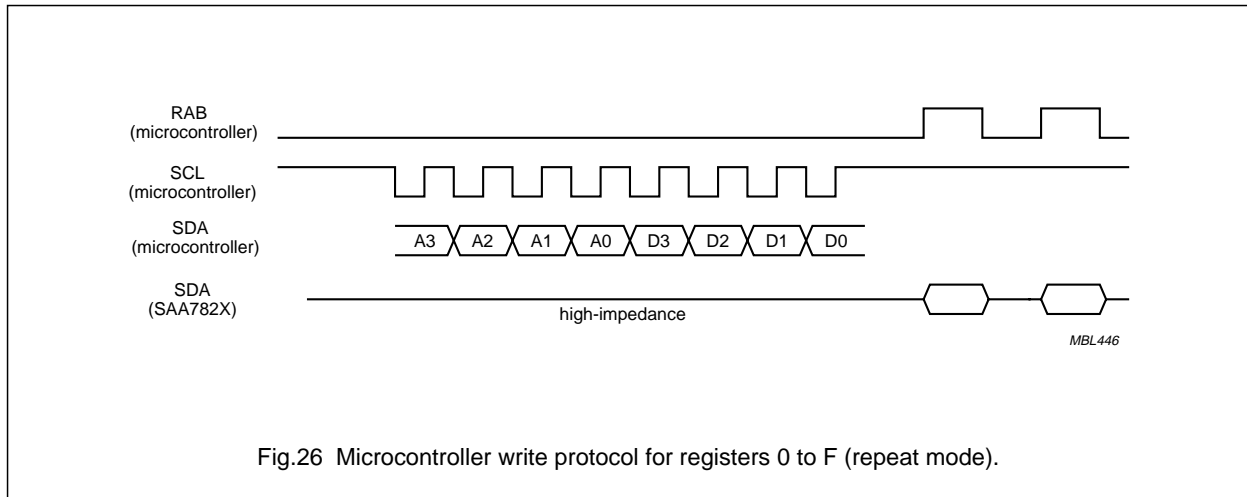 RAB
(microcontroller)
SCL
(microcontroller)
SDA
(microcontroller)
A3 A2 A1 A0 D3 D2 D1 D0
SDA
(SAA782X)
high-impedance
MBL446
Fig.26 Microcontroller write protocol for registers 0 to F (repeat mode).